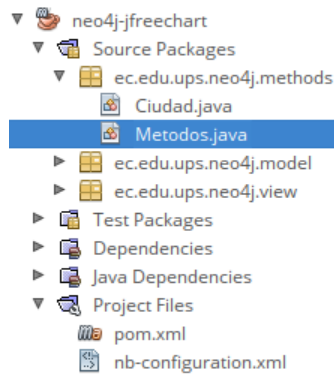 neo4j-jfreechart
Source Packages
ec.edu.ups.neo4j.methods
Ciudad.java
Metodos.java
ec.edu.ups.neo4j.model
ec.edu.ups.neo4j.view
Test Packages
Dependencies
Java Dependencies
Project Files
pom.xml
nb-configuration.xml